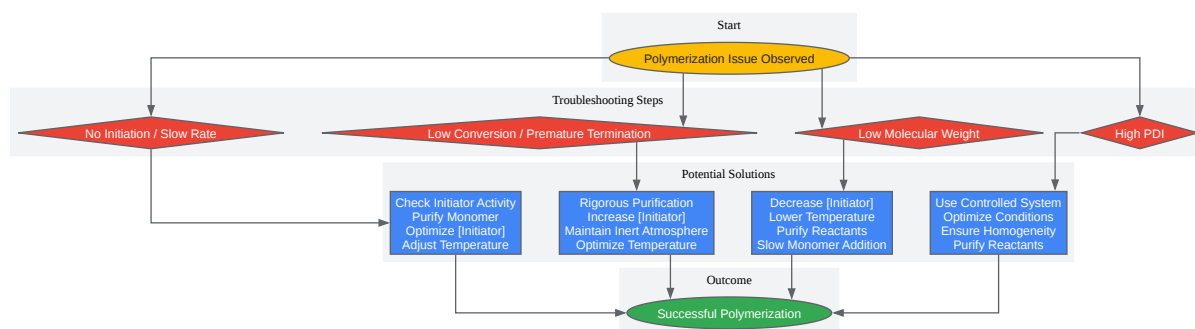 Start
Polymerization Issue Observed
Troubleshooting Steps
No Initiation / Slow Rate
Low Conversion / Premature Termination
Low Molecular Weight
High PDI
Potential Solutions
Check Initiator Activity
Purify Monomer
Optimize [Initiator]
Adjust Temperature
Rigorous Purification
Increase [Initiator]
Maintain Inert Atmosphere
Optimize Temperature
Decrease [Initiator]
Lower Temperature
Purify Reactants
Slow Monomer Addition
Use Controlled System
Optimize Conditions
Ensure Homogeneity
Purify Reactants
Outcome
Successful Polymerization